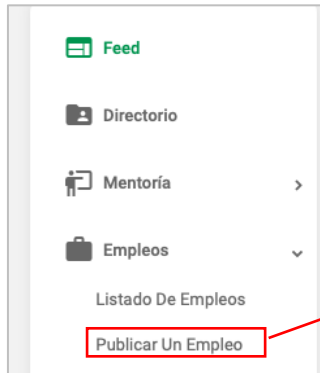 Feed
Directorio
Mentoría
Empleos
Listado De Empleos
Publicar Un Empleo